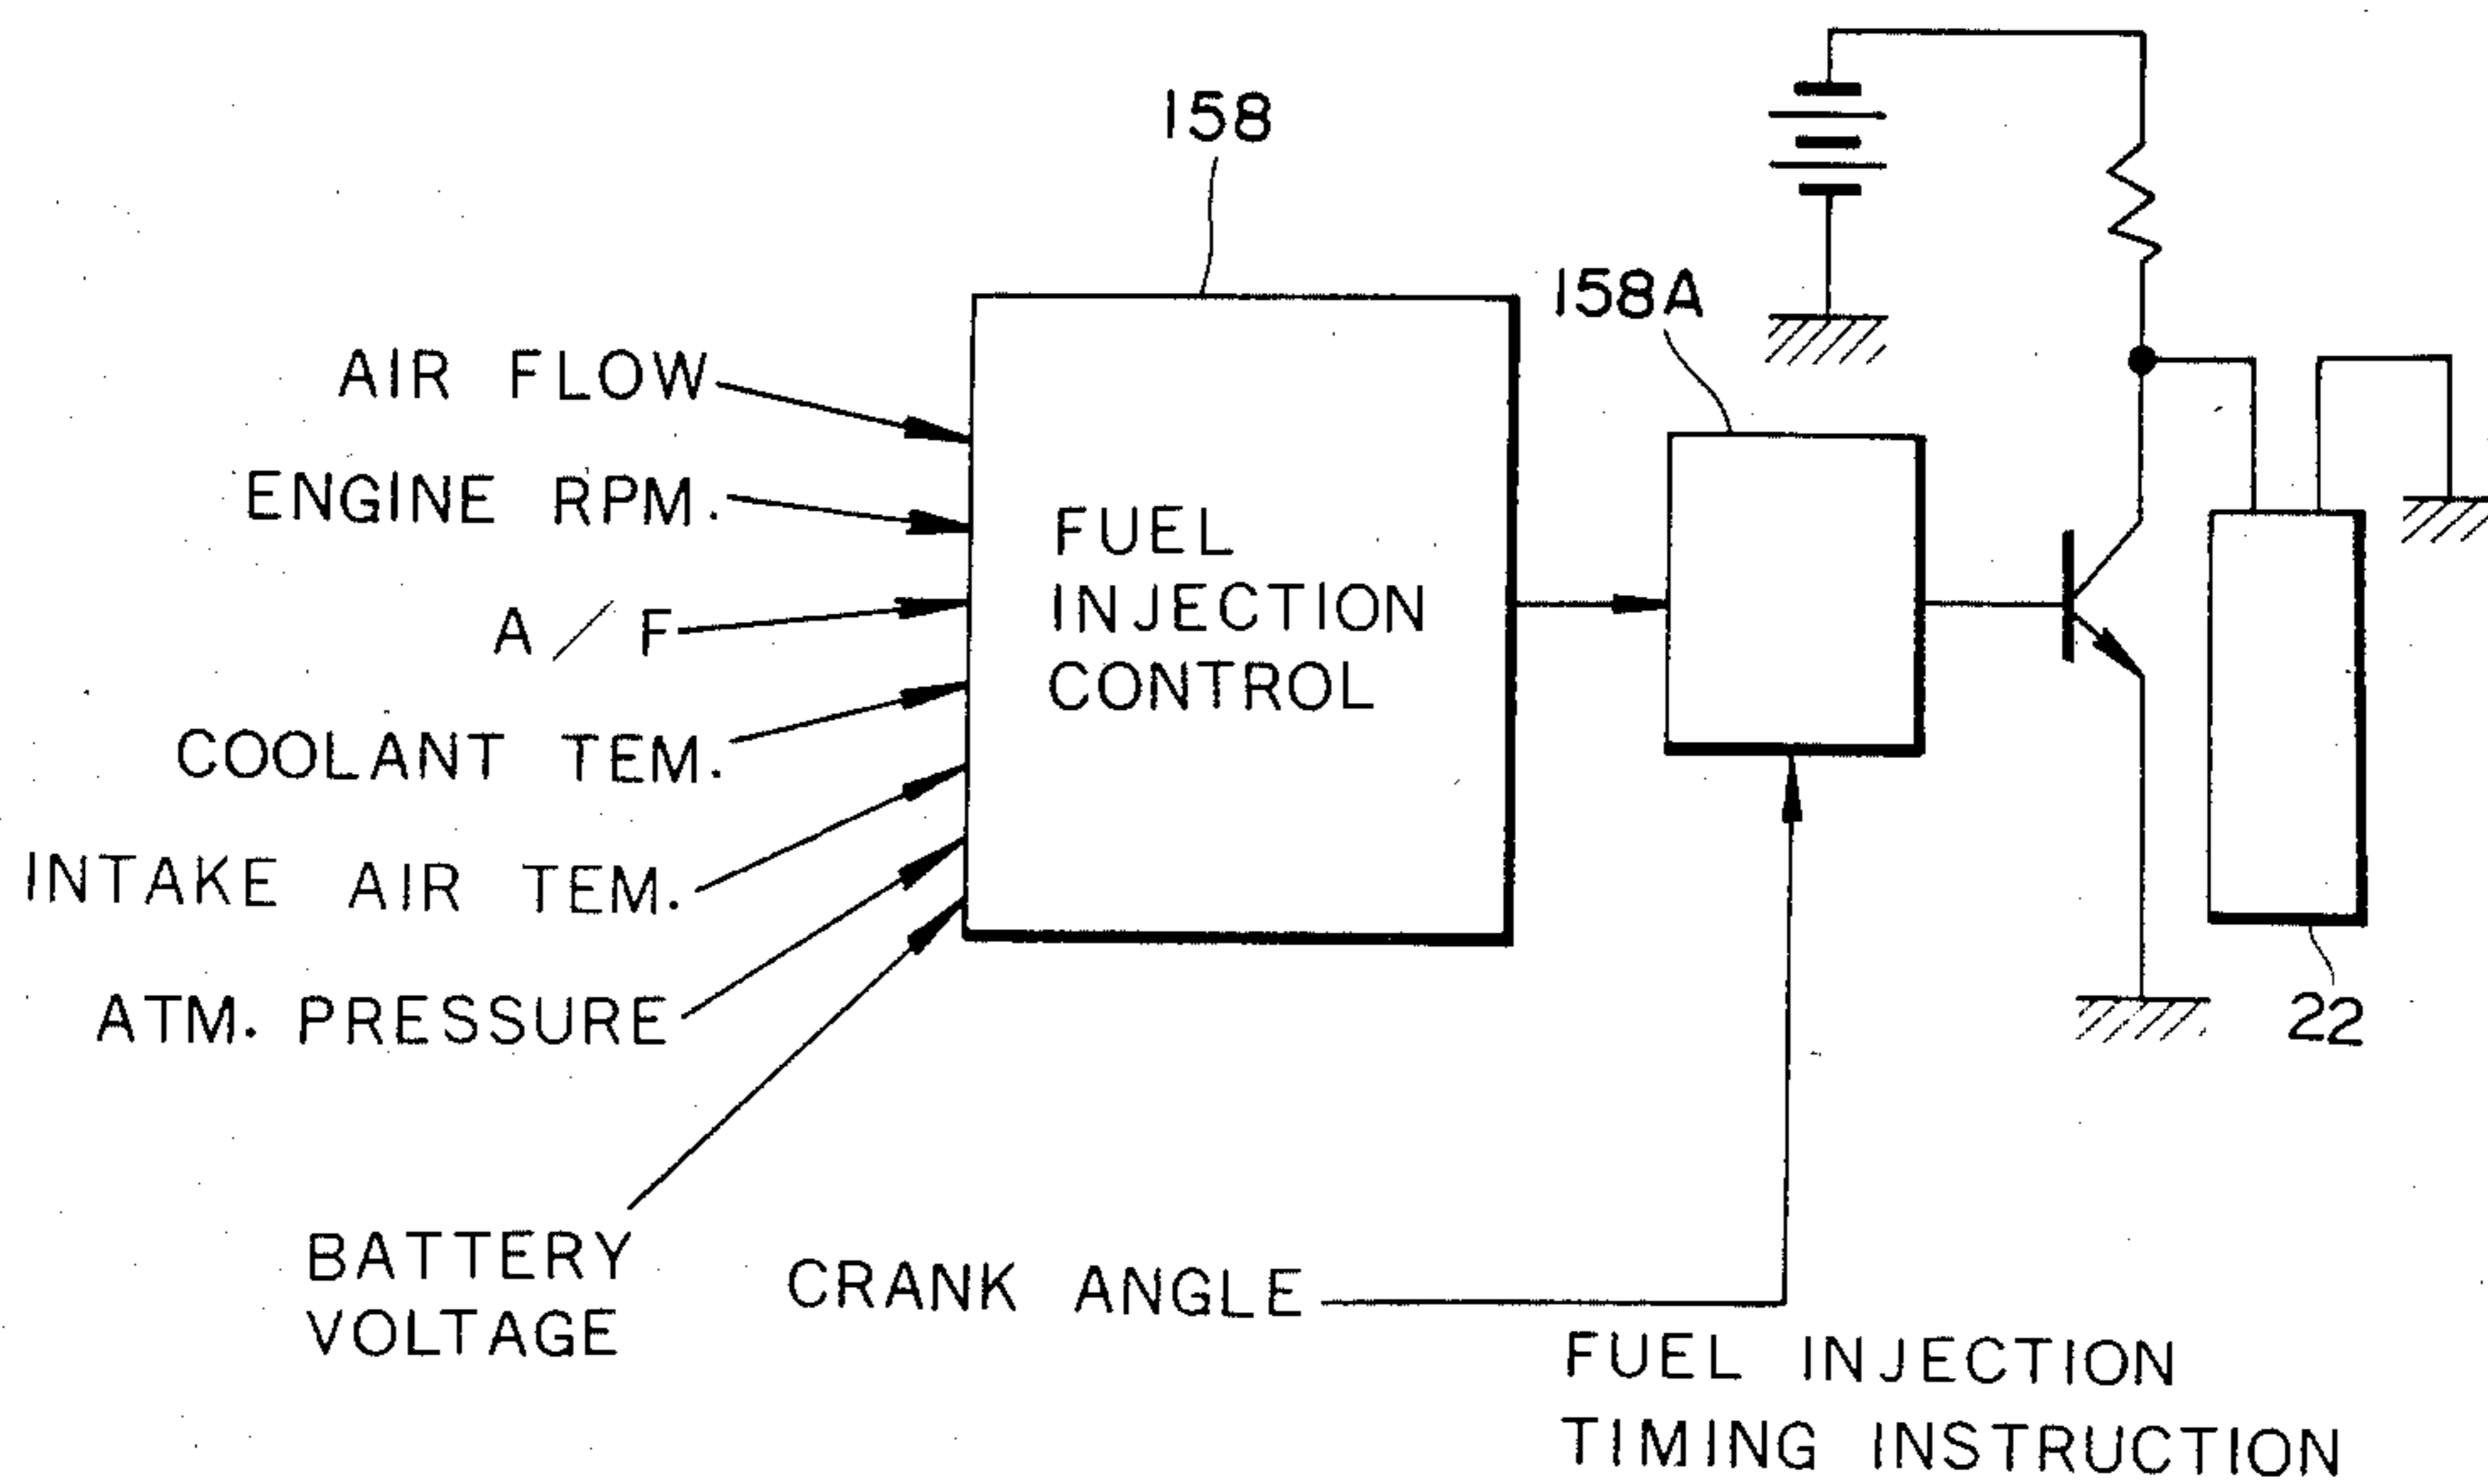 158
158A
AIR FLOW
ENGINE RPM.
A/F
COOLANT TEM.
INTAKE AIR TEM.
ATM. PRESSURE
BATTERY
VOLTAGE
FUEL
INJECTION
CONTROL
22
CRANK ANGLE
FUEL INJECTION
TIMING INSTRUCTION